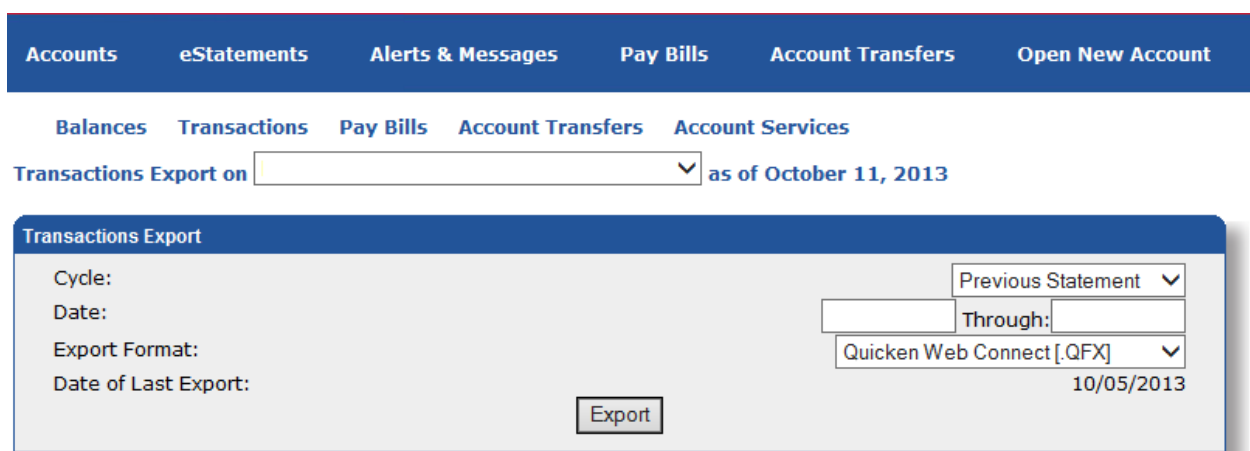 Accounts eStatements Alerts & Messages Pay Bills Account Transfers Open New Account
Balances Transactions Pay Bills Account Transfers Account Services
Transactions Export on as of October 11, 2013
Transactions Export
Cycle: Previous Statement
Date: Through:
Export Format: Quicken Web Connect [.QFX]
Date of Last Export: 10/05/2013
Export